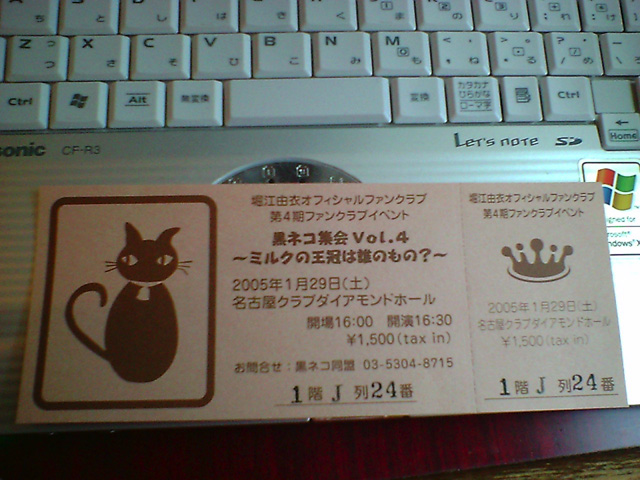 Z っ
X さ
C そ
V ひ
B こ
N み
M も
Ctrl
Alt
無変換
変換
カタカナ
ひらがな
ローマ字
Ctrl
Home
sonic CF-R3
Let's note
堀江由衣オフィシャルファンクラブ
第4期ファンクラブイベント
黒ネコ集会 Vol.4
～ミルクの王冠は誰のもの?～
2005年1月29日(土)
名古屋クラブダイアモンドホール
開場16:00 開演16:30
¥1,500(tax in)
お問合せ:黒ネコ同盟 03-5304-8715
1階 J 列 24番
堀江由衣オフィシャルファンクラブ
第4期ファンクラブイベント
2005年1月29日(土)
名古屋クラブダイアモンドホール
¥1,500(tax in)
1階 J 列 24番